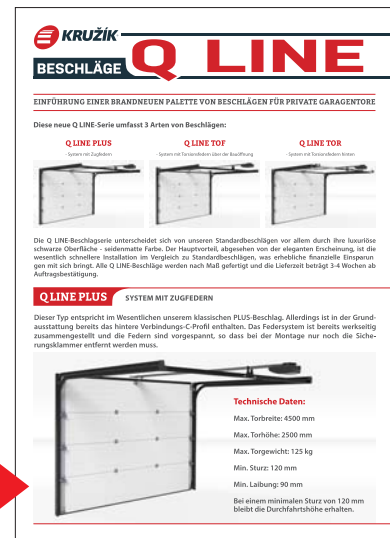 KRUŽÍK
BESCHLÄGE
Q LINE
EINFÜHRUNG EINER BRANDNEUEN PALETTE VON BESCHLÄGEN FÜR PRIVATE GARAGENTORE
Diese neue Q LINE-Serie umfasst 3 Arten von Beschlägen:
Q LINE PLUS
- System mit Zugfedern
Q LINE TOF
- System mit Torsionsfedern über der Bauöffnung
Q LINE TOR
- System mit Torsionsfedern hinten
Die Q LINE-Beschlagserie unterscheidet sich von unseren Standardbeschlägen vor allem durch ihre luxuriöse
schwarze Oberfläche - seidenmatte Farbe. Der Hauptvorteil, abgesehen von der eleganten Erscheinung, ist die
wesentlich schnellere Installation im Vergleich zu Standardbeschlägen, was erhebliche finanzielle Einsparun
gen mit sich bringt. Alle Q LINE-Beschläge werden nach Maß gefertigt und die Lieferzeit beträgt 3-4 Wochen ab
Auftragsbestätigung.
Q LINE PLUS
SYSTEM MIT ZUGFEDERN
Dieser Typ entspricht im Wesentlichen unserem klassischen PLUS-Beschlag. Allerdings ist in der Grund-
ausstattung bereits das hintere Verbindungs-C-Profil enthalten. Das Federsystem ist bereits werkseitig
zusammengestellt und die Federn sind vorgespannt, so dass bei der Montage nur noch die Siche-
rungsklammer entfernt werden muss.
Technische Daten:
Max. Torbreite: 4500 mm
Max. Torhöhe: 2500 mm
Max. Torgewicht: 125 kg
Min. Sturz: 120 mm
Min. Laibung: 90 mm
Bei einem minimalen Sturz von 120 mm
bleibt die Durchfahrtshöhe erhalten.